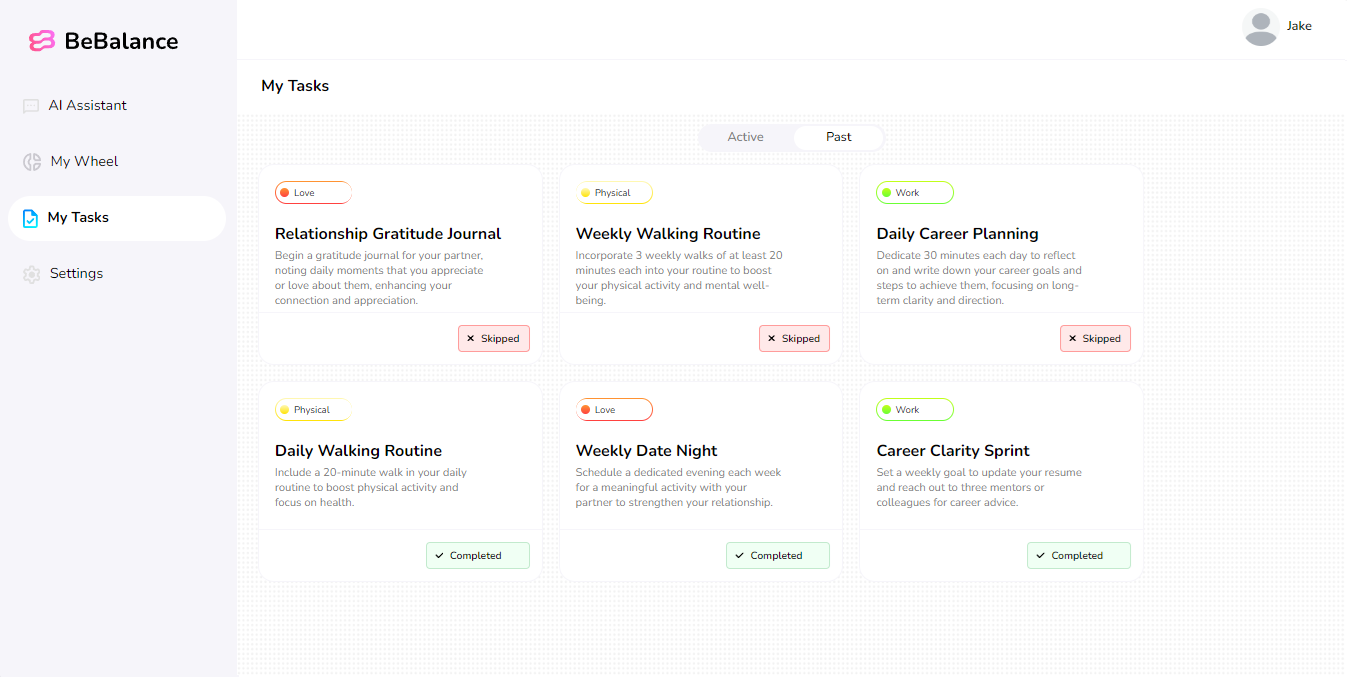 BeBalance
Jake
AI Assistant
My Wheel
My Tasks
Settings
My Tasks
Active
Past
Love
Relationship Gratitude Journal
Begin a gratitude journal for your partner,
noting daily moments that you appreciate
or love about them, enhancing your
connection and appreciation.
Skipped
Physical
Weekly Walking Routine
Incorporate 3 weekly walks of at least 20
minutes each into your routine to boost
your physical activity and mental well-
being.
Skipped
Work
Daily Career Planning
Dedicate 30 minutes each day to reflect
on and write down your career goals and
steps to achieve them, focusing on long-
term clarity and direction.
Skipped
Physical
Daily Walking Routine
Include a 20-minute walk in your daily
routine to boost physical activity and
focus on health.
Completed
Love
Weekly Date Night
Schedule a dedicated evening each week
for a meaningful activity with your
partner to strengthen your relationship.
Completed
Work
Career Clarity Sprint
Set a weekly goal to update your resume
and reach out to three mentors or
colleagues for career advice.
Completed